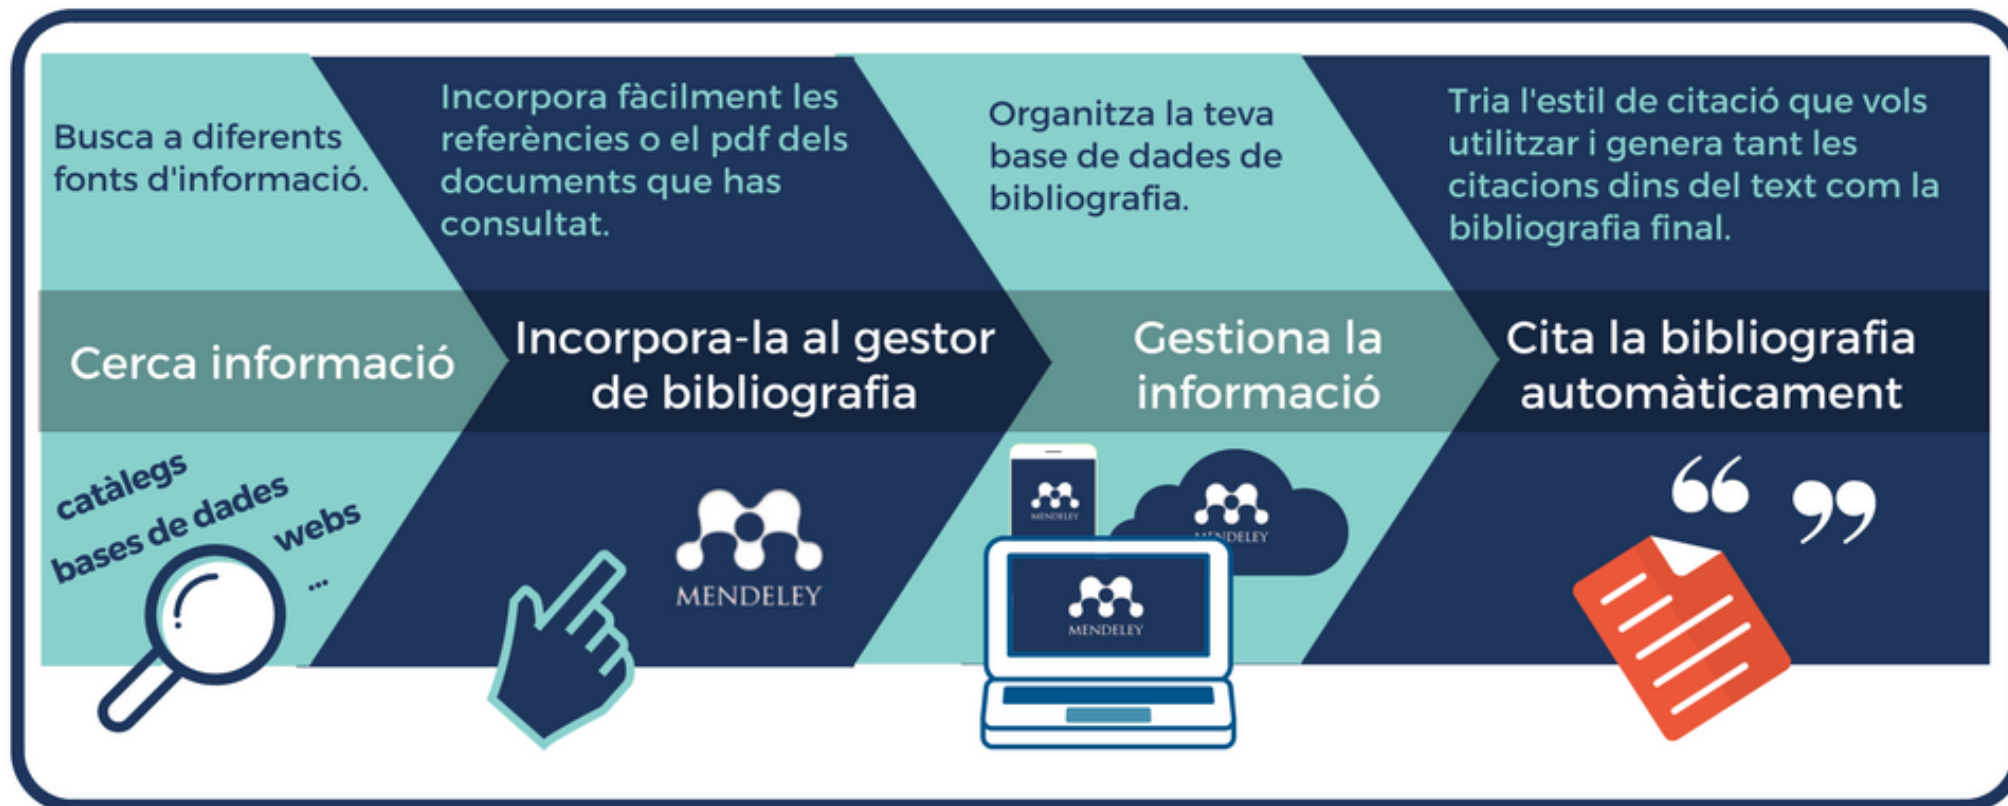 Busca a diferents
fonts d'informació.
Cerca informació
catàlegs
bases de dades
webs
...
Incorpora fàcilment les
referències o el pdf dels
documents que has
consultat.
Incorpora-la al gestor
de bibliografia
MENDELEY
Organitza la teva
base de dades de
bibliografia.
Gestiona la
informació
MENDELEY
MENDELEY
MENDELEY
Tria l'estil de citació que vols
utilitzar i genera tant les
citacions dins del text com la
bibliografia final.
Cita la bibliografia
automàticament
“ ”